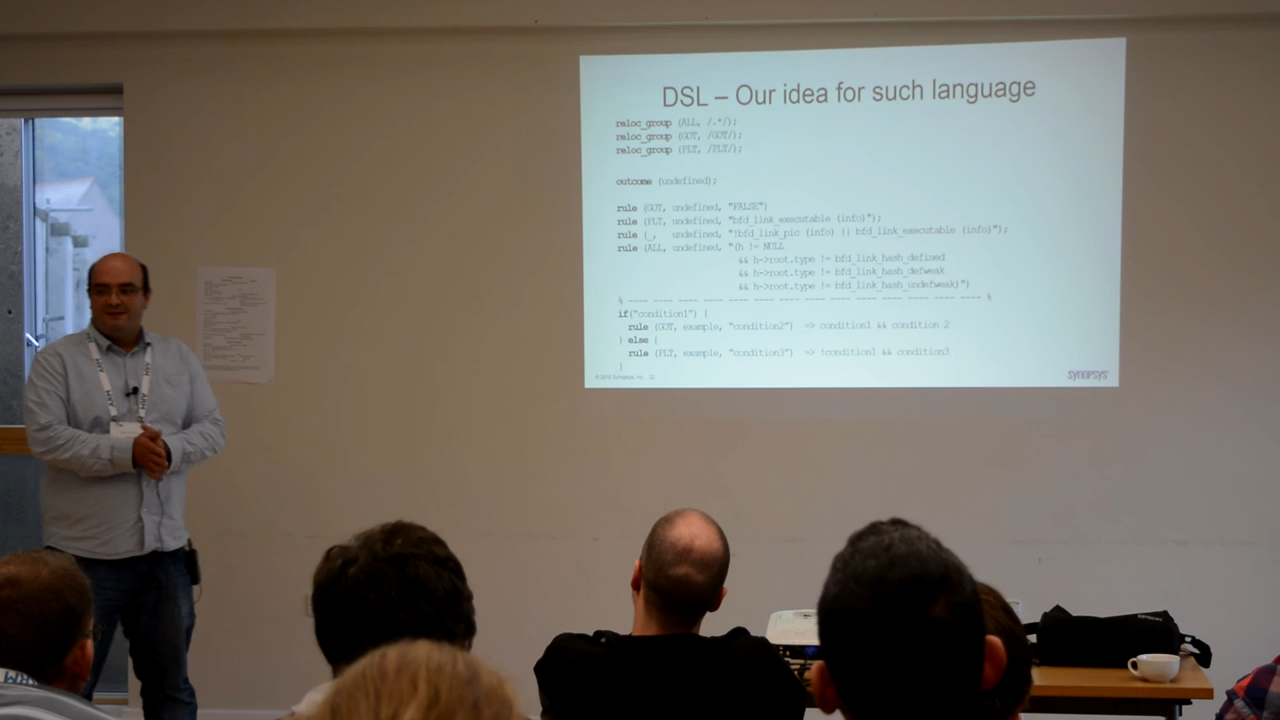 DSL – Our idea for such language
reloc_group (ALL, /.*/);
reloc_group (GOT, /GOT/);
reloc_group (PLT, /PLT/);
outcome (undefined);
rule (GOT, undefined, "FALSE")
rule (PLT, undefined, "bfd_link_executable (info)");
rule (_, undefined, "!bfd_link_pic (info) || bfd_link_executable (info)");
rule (ALL, undefined, "(h != NULL
&& h->root.type != bfd_link_hash_defined
&& h->root.type != bfd_link_hash_defweak
&& h->root.type != bfd_link_hash_undefweak)")
% ---- ---- ---- ---- ---- ---- ---- ---- ---- ---- ---- ---- ---- ---- %
if("condition1") {
rule (GOT, example, "condition2") => condition1 && condition 2
} else {
rule (PLT, example, "condition3") => !condition1 && condition3
}
SYNOPSYS
ARM